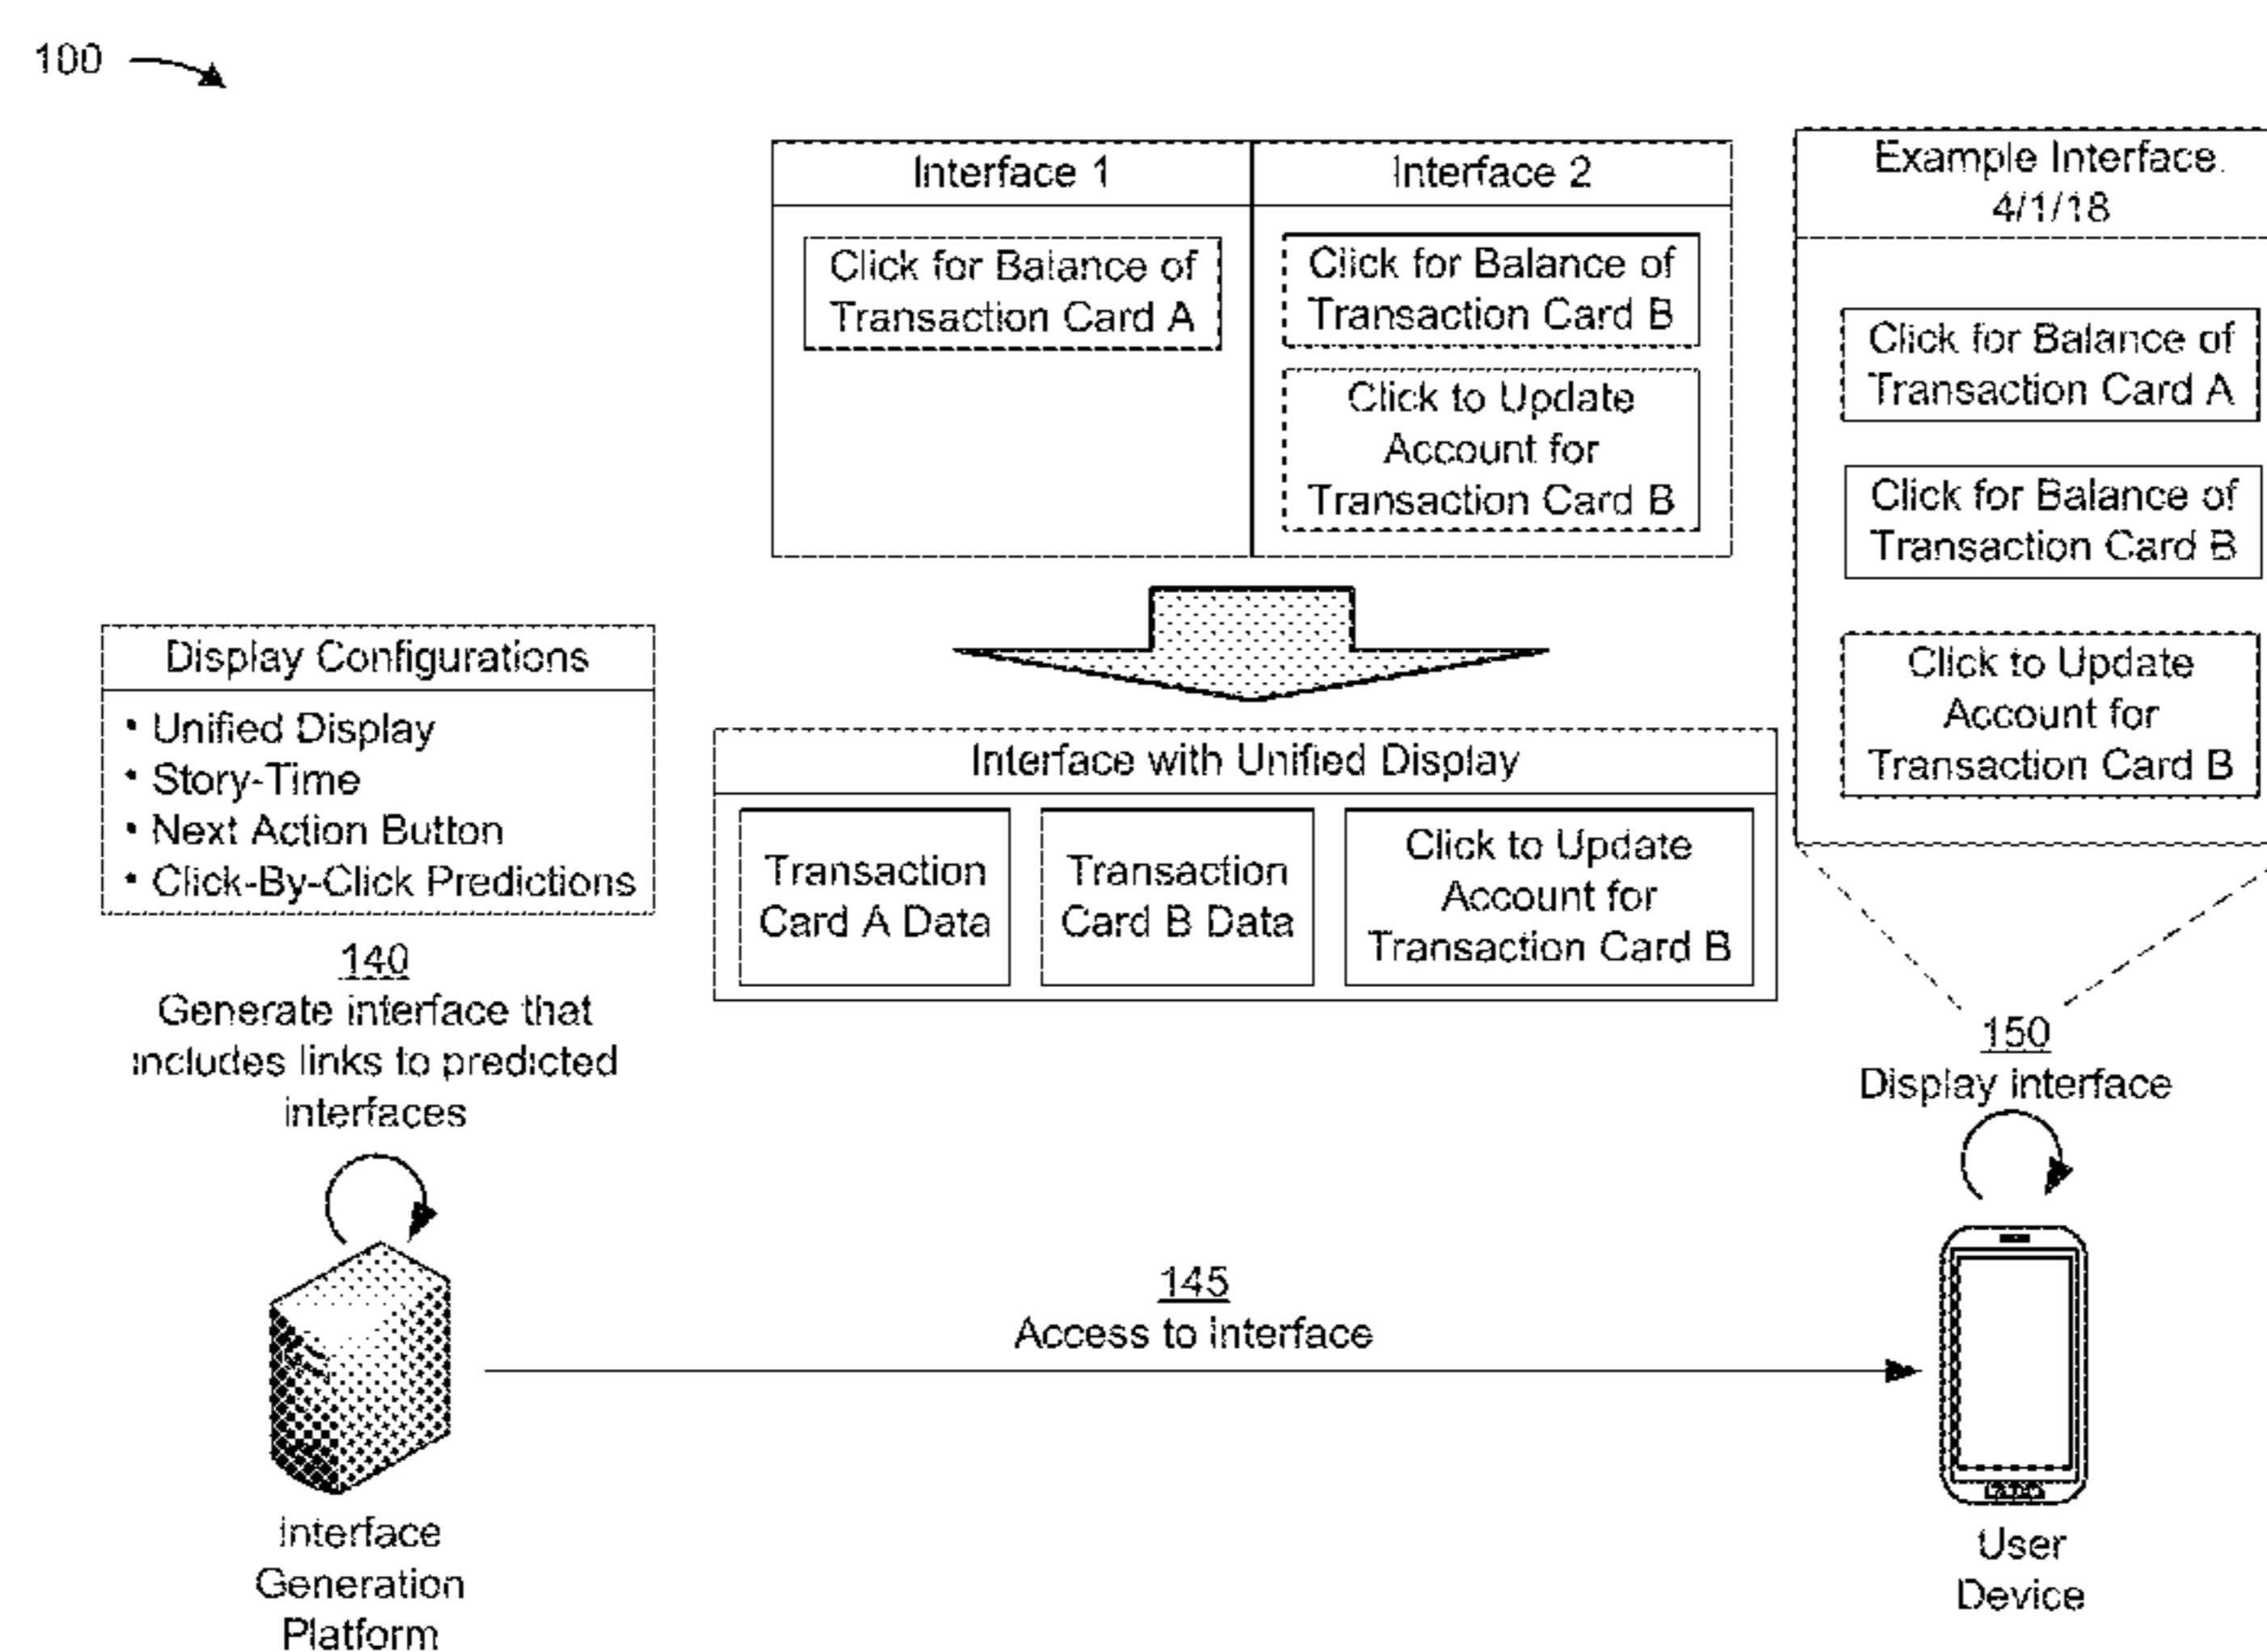 100
Interface 1
Interface 2
Click for Balance of
Transaction Card A
Click for Balance of
Transaction Card B
Click to Update
Account for
Transaction Card B
Example Interface
4/1/18
Click for Balance of
Transaction Card A
Click for Balance of
Transaction Card B
Click to Update
Account for
Transaction Card B
Display Configurations
• Unified Display
• Story-Time
• Next Action Button
• Click-By-Click Predictions
Interface with Unified Display
Transaction
Card A Data
Transaction
Card B Data
Click to Update
Account for
Transaction Card B
140
Generate interface that
includes links to predicted
interfaces
150
Display interface
145
Access to interface
Interface
Generation
Platform
User
Device